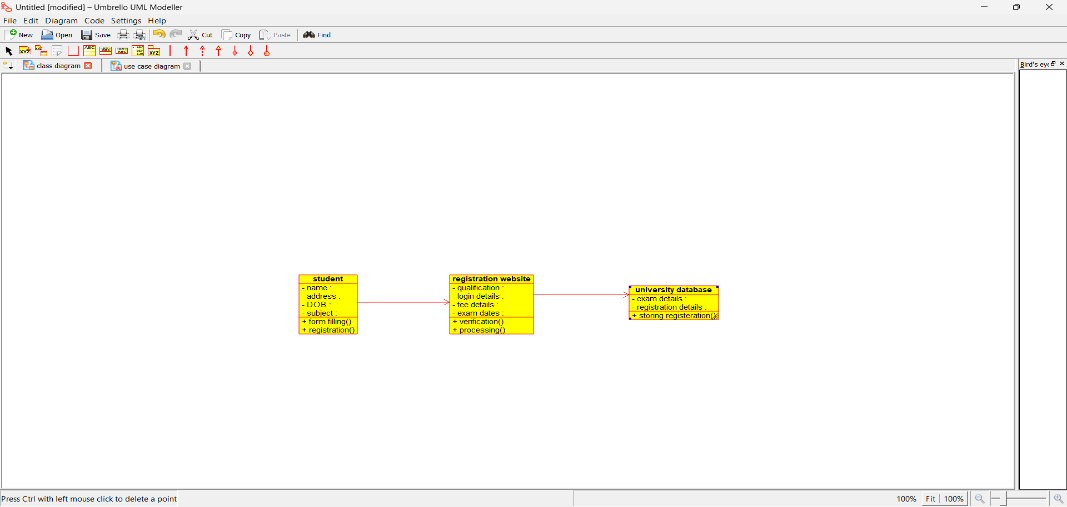 Untitled [modified] – Umbrello UML Modeller
File Edit Diagram Code Settings Help
New Open Save Cut Copy Paste Find
class diagram use case diagram
Bird's eye
student
- name :
address :
- DOB :
- subject :
+ form filling()
+ registration()
registration website
- qualification :
login details :
- fee details :
- exam dates :
+ verification()
+ processing()
university database
- exam details :
registration details :
+ storing registeration()
Press Ctrl with left mouse click to delete a point
100% Fit 100%